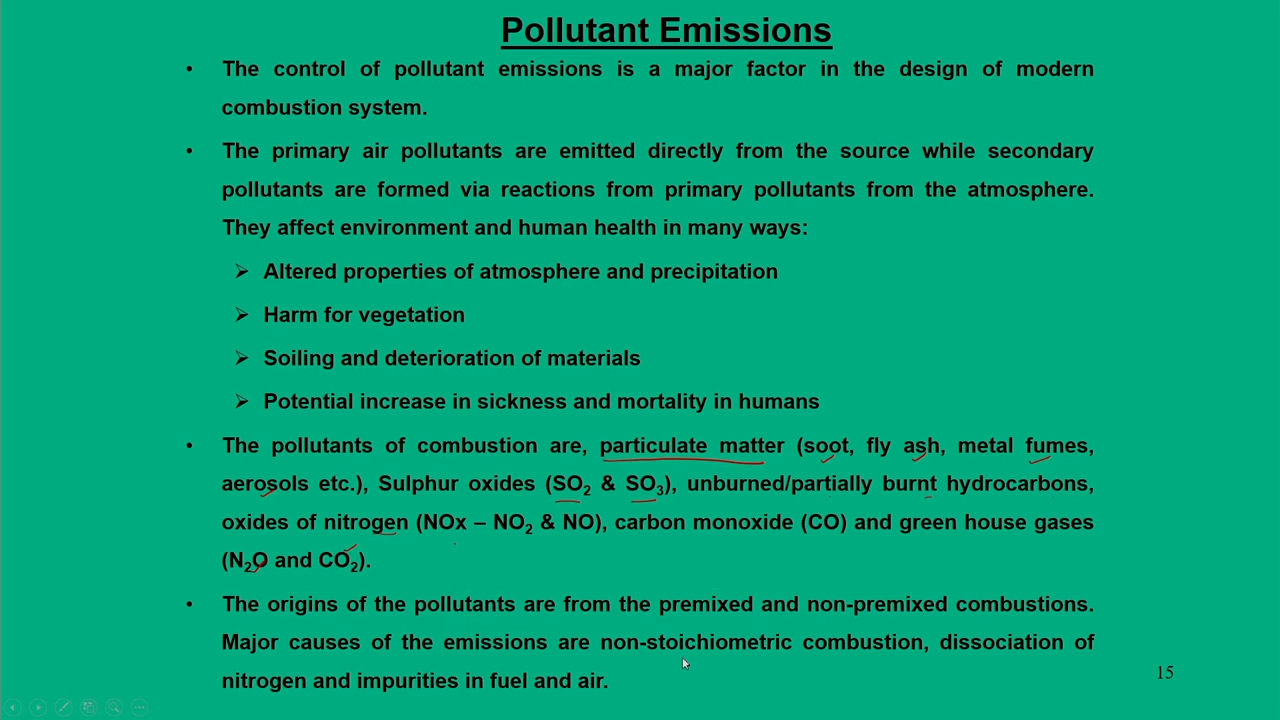 Pollutant Emissions
• The control of pollutant emissions is a major factor in the design of modern
combustion system.
• The primary air pollutants are emitted directly from the source while secondary
pollutants are formed via reactions from primary pollutants from the atmosphere.
They affect environment and human health in many ways:
➢ Altered properties of atmosphere and precipitation
➢ Harm for vegetation
➢ Soiling and deterioration of materials
➢ Potential increase in sickness and mortality in humans
• The pollutants of combustion are, particulate matter (soot, fly ash, metal fumes,
aerosols etc.), Sulphur oxides (SO₂ & SO₃), unburned/partially burnt hydrocarbons,
oxides of nitrogen (NOx – NO₂ & NO), carbon monoxide (CO) and green house gases
(N₂O and CO₂).
• The origins of the pollutants are from the premixed and non-premixed combustions.
Major causes of the emissions are non-stoichiometric combustion, dissociation of
nitrogen and impurities in fuel and air.
15